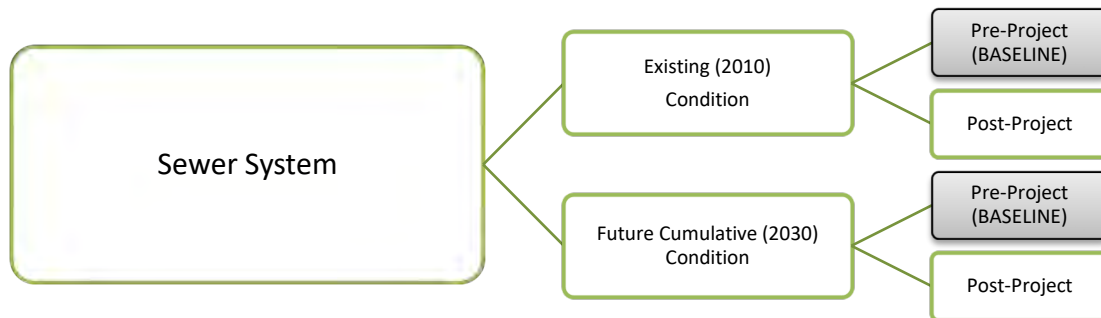 Sewer System
Existing (2010)
Condition
Pre-Project
(BASELINE)
Post-Project
Future Cumulative (2030)
Condition
Pre-Project
(BASELINE)
Post-Project